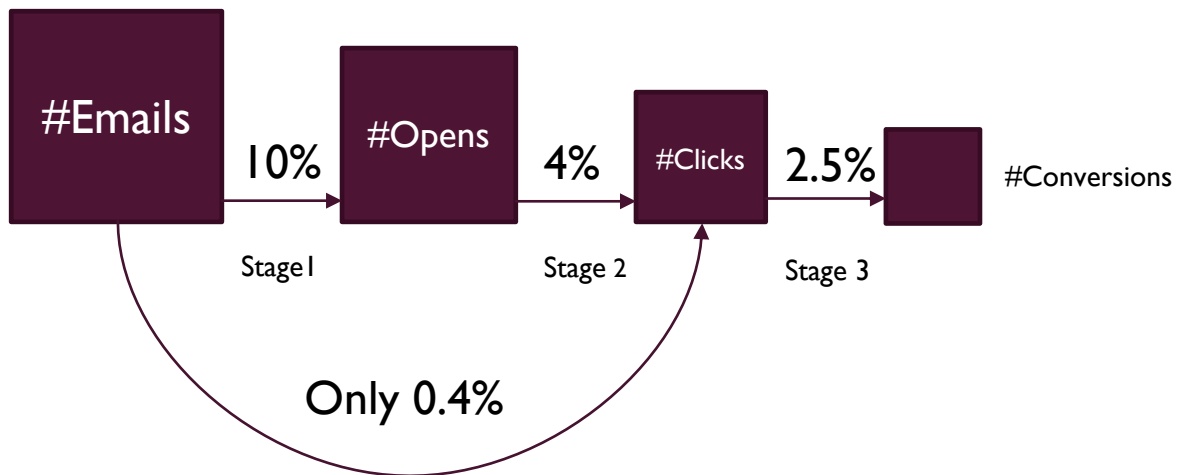 #Emails
10%
#Opens
4%
#Clicks
2.5%
#Conversions
Stage1
Stage 2
Stage 3
Only 0.4%